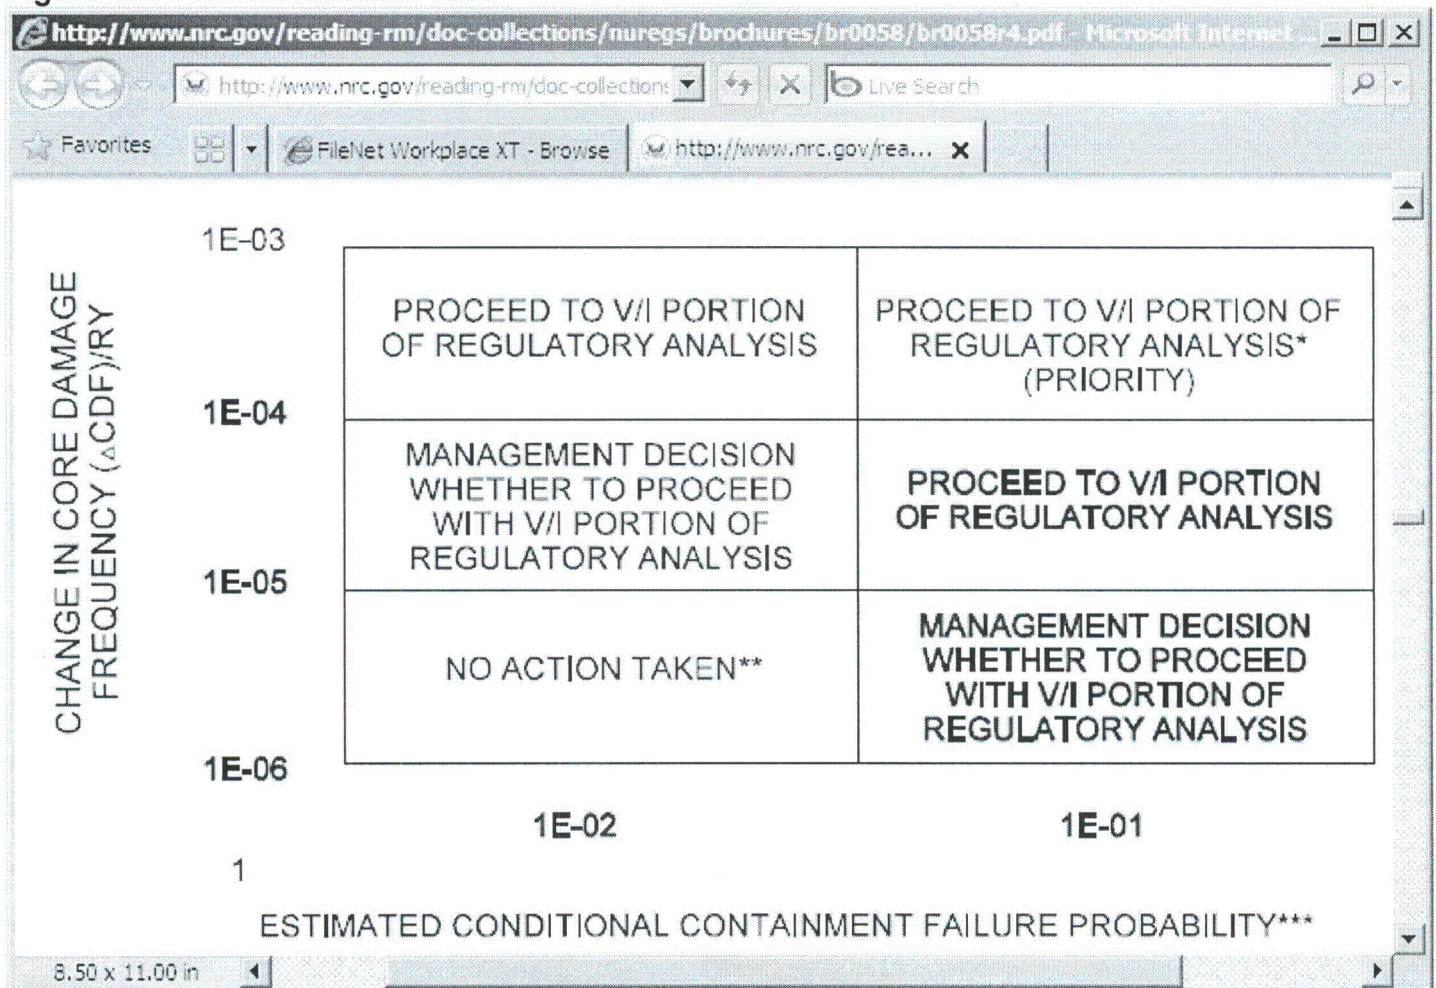 http://www.nrc.gov/reading-rm/doc-collections/nuregs/brochures/br0058/br0058r4.pdf - Microsoft Internet ...
http://www.nrc.gov/reading-rm/doc-collections
Live Search
Favorites
FileNet Workplace XT - Browse
http://www.nrc.gov/rea...
CHANGE IN CORE DAMAGE
FREQUENCY (△CDF)/RY
1E-03
PROCEED TO V/I PORTION
OF REGULATORY ANALYSIS
PROCEED TO V/I PORTION OF
REGULATORY ANALYSIS*
(PRIORITY)
1E-04
MANAGEMENT DECISION
WHETHER TO PROCEED
WITH V/I PORTION OF
REGULATORY ANALYSIS
PROCEED TO V/I PORTION
OF REGULATORY ANALYSIS
1E-05
NO ACTION TAKEN**
MANAGEMENT DECISION
WHETHER TO PROCEED
WITH V/I PORTION OF
REGULATORY ANALYSIS
1E-06
1E-02
1E-01
1
ESTIMATED CONDITIONAL CONTAINMENT FAILURE PROBABILITY***
8.50 x 11.00 in